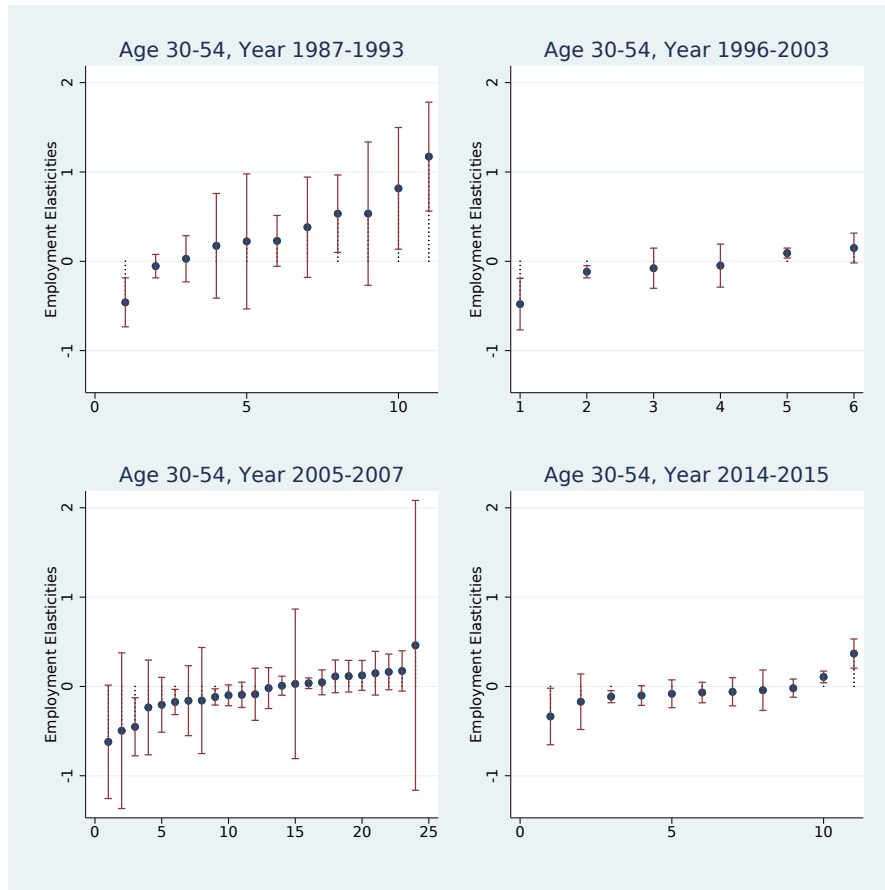 Age 30-54, Year 1987-1993
Employment Elasticities
2
1
0
-1
0 5 10
Age 30-54, Year 1996-2003
Employment Elasticities
2
1
0
-1
1 2 3 4 5 6
Age 30-54, Year 2005-2007
Employment Elasticities
2
1
0
-1
0 5 10 15 20 25
Age 30-54, Year 2014-2015
Employment Elasticities
2
1
0
-1
0 5 10